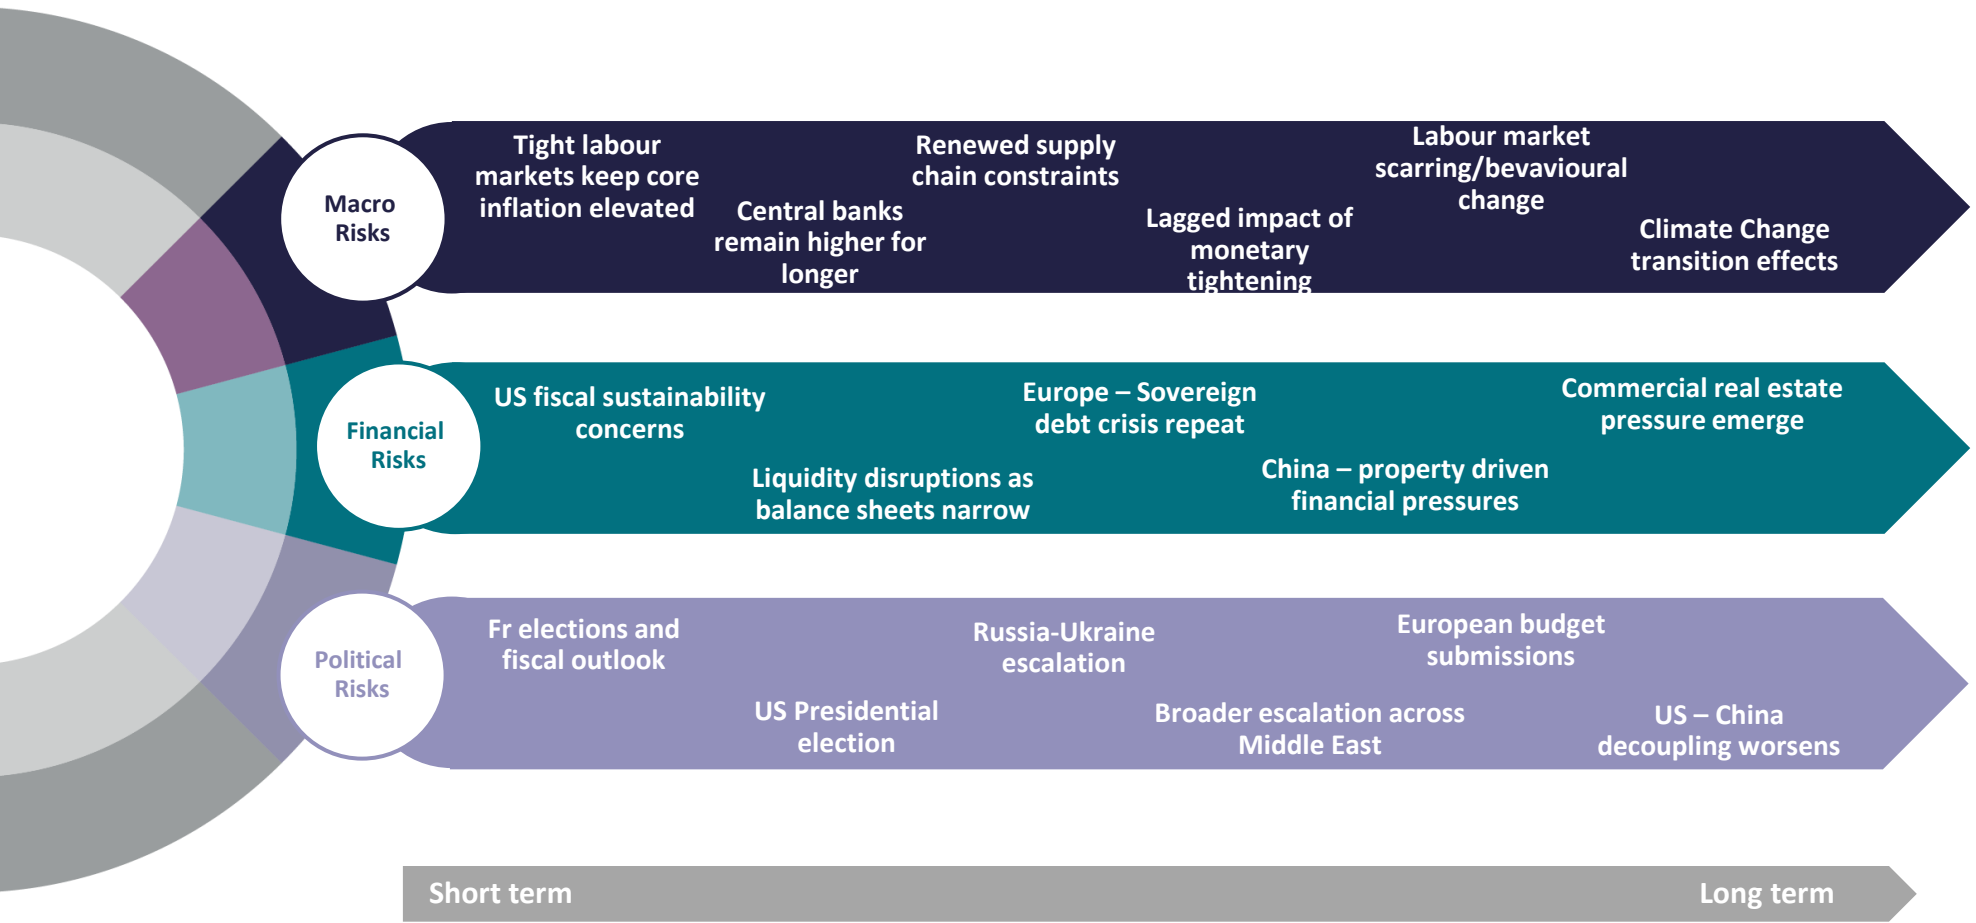 Macro
Risks
Tight labour
markets keep core
inflation elevated
Central banks
remain higher for
longer
Renewed supply
chain constraints
Lagged impact of
monetary
tightening
Labour market
scarring/bevavioural
change
Climate Change
transition effects
Financial
Risks
US fiscal sustainability
concerns
Liquidity disruptions as
balance sheets narrow
Europe – Sovereign
debt crisis repeat
China – property driven
financial pressures
Commercial real estate
pressure emerge
Political
Risks
Fr elections and
fiscal outlook
US Presidential
election
Russia-Ukraine
escalation
Broader escalation across
Middle East
European budget
submissions
US – China
decoupling worsens
Short term
Long term